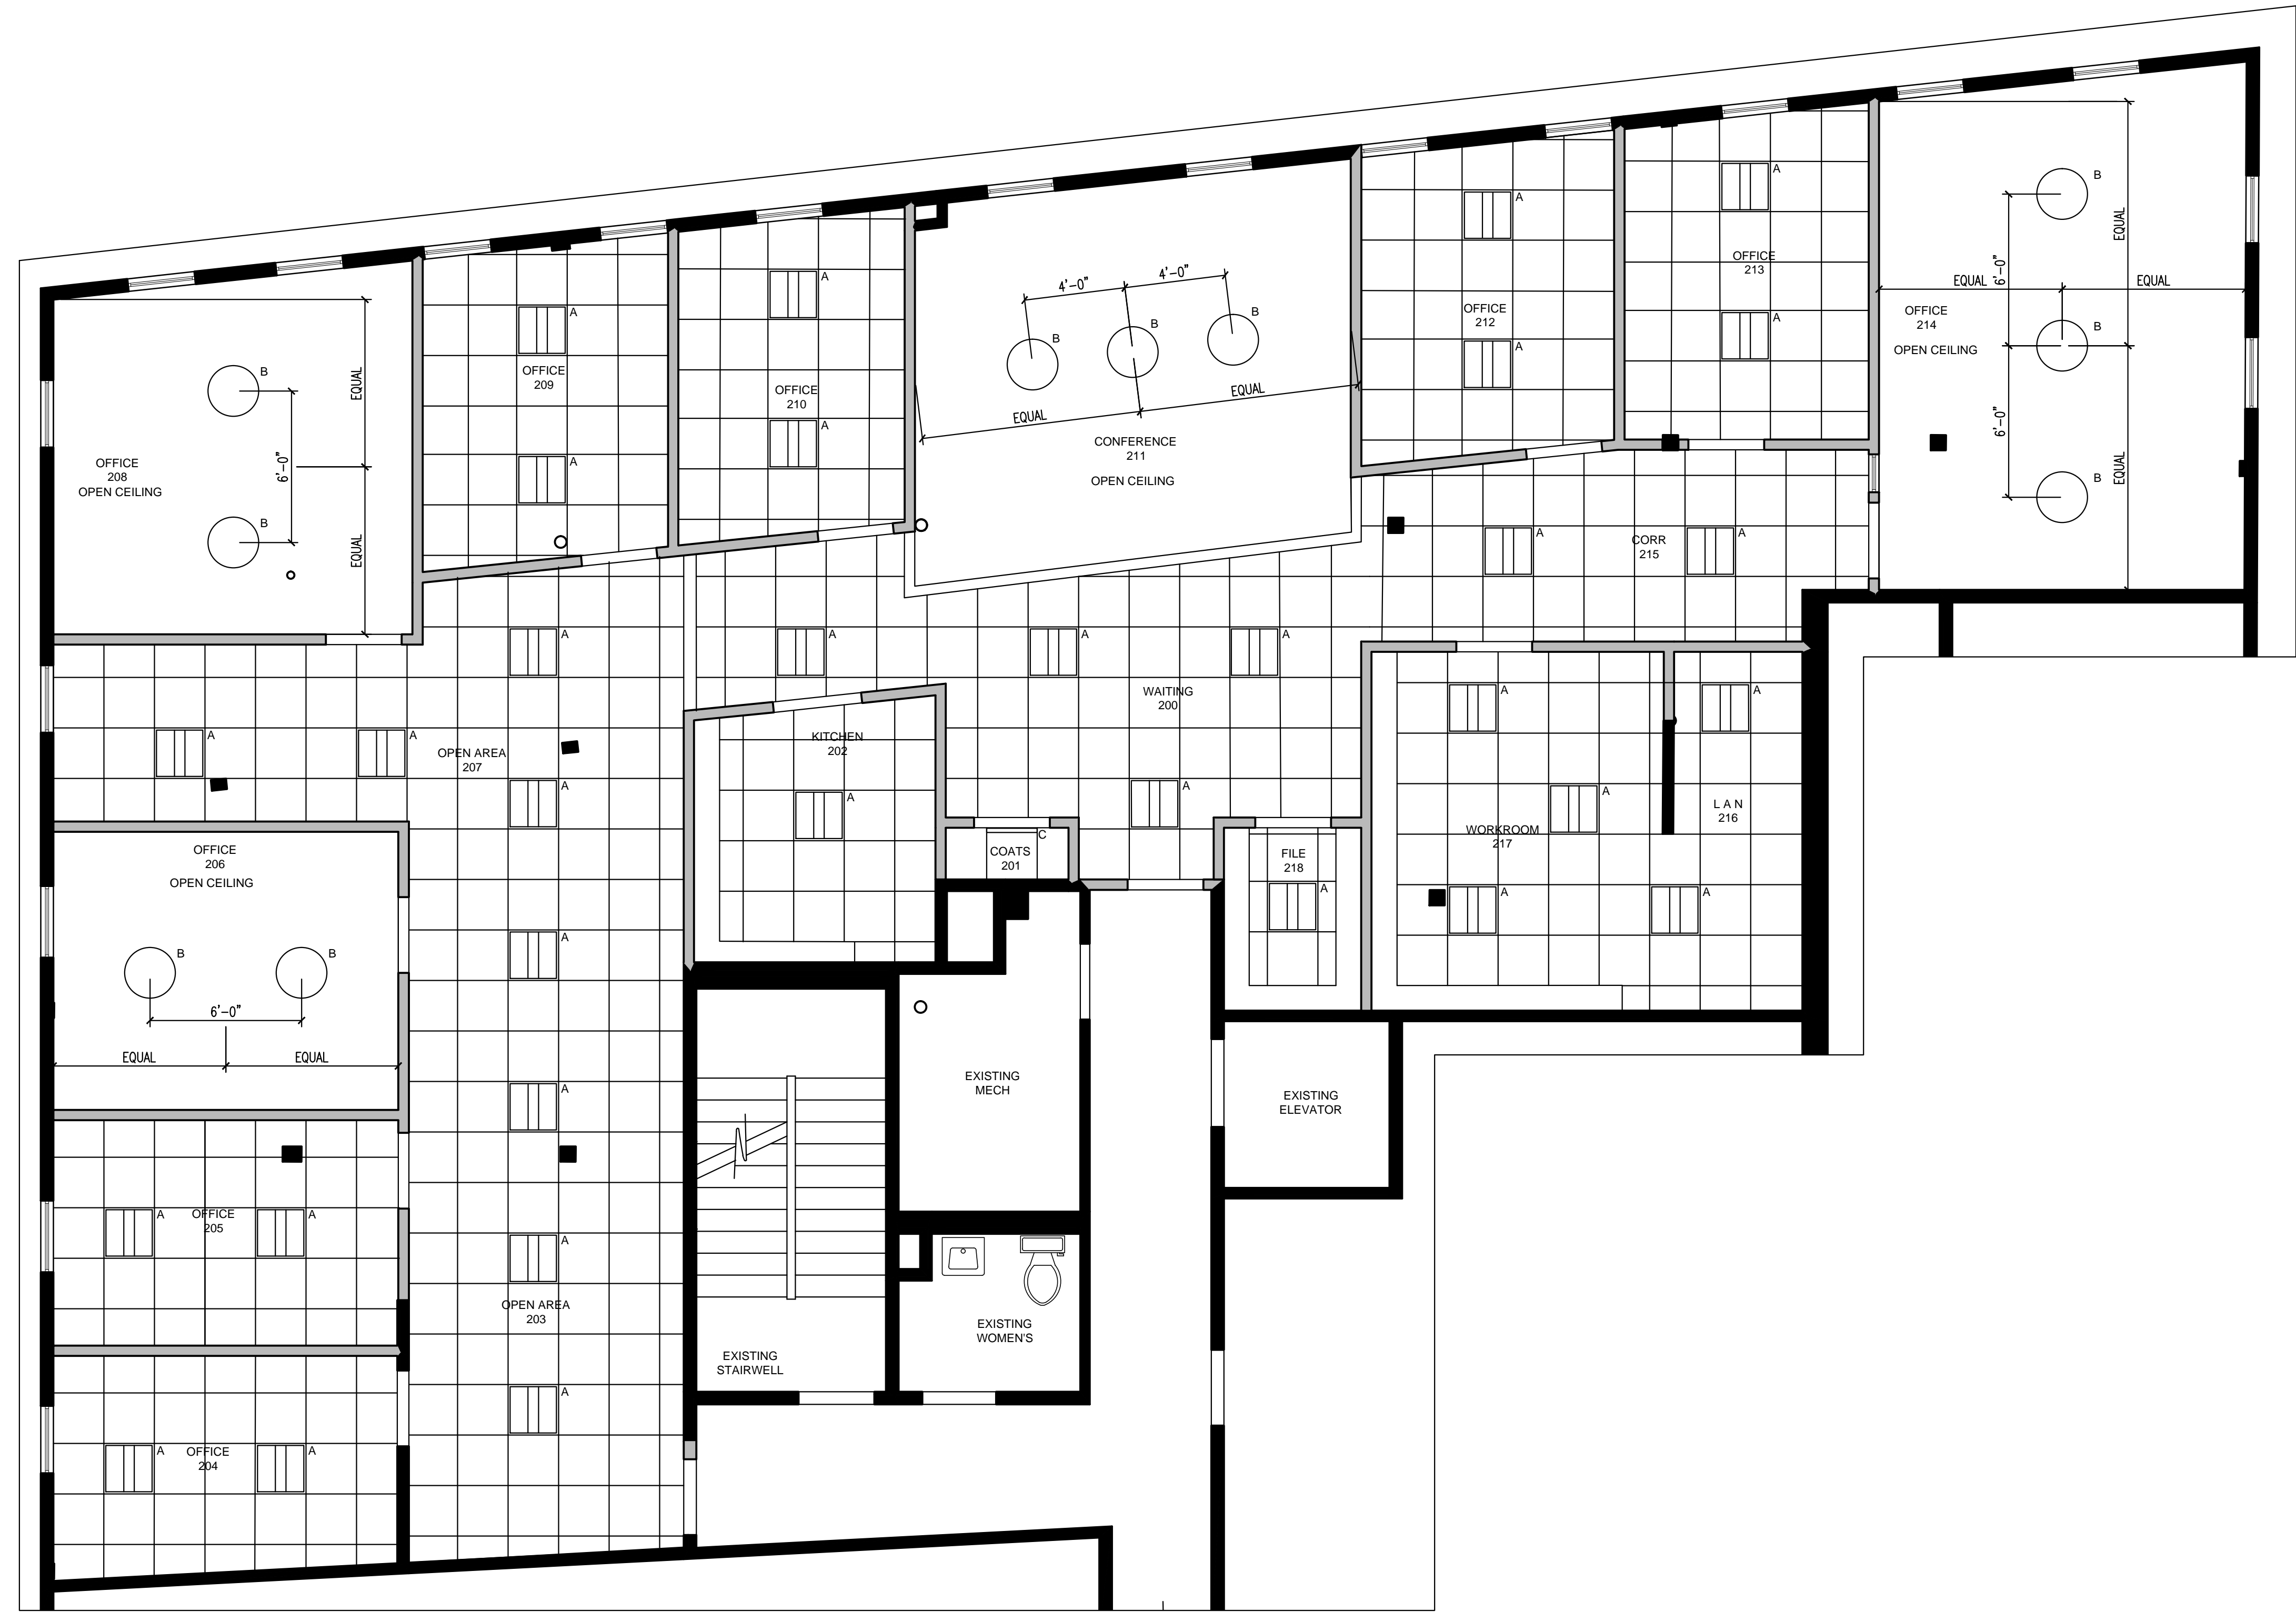 B
A
EQUAL
A
B
OFFICE
213
6'-0"
EQUAL
EQUAL
A
B
B
B
4'-0"
4'-0"
OFFICE
212
OFFICE
214
OPEN CEILING
A
A
B
A
A
OFFICE
209
B
EQUAL
OFFICE
210
EQUAL
EQUAL
6'-0"
A
CONFERENCE
211
OPEN CEILING
OFFICE
208
OPEN CEILING
6'-0"
A
EQUAL
B
B
EQUAL
A
CORR
215
A
A
A
A
A
WAITING
200
A
A
A
A
OPEN AREA
207
KITCHEN
202
A
A
A
A
L A N
216
WORKROOM
217
C
COATS
201
FILE
218
OFFICE
206
OPEN CEILING
A
A
A
B
B
A
6'-0"
EQUAL
EQUAL
EXISTING
MECH
EXISTING
ELEVATOR
A
A
OFFICE
205
A
A
OPEN AREA
203
EXISTING
WOMEN'S
EXISTING
STAIRWELL
A
A
OFFICE
204
A